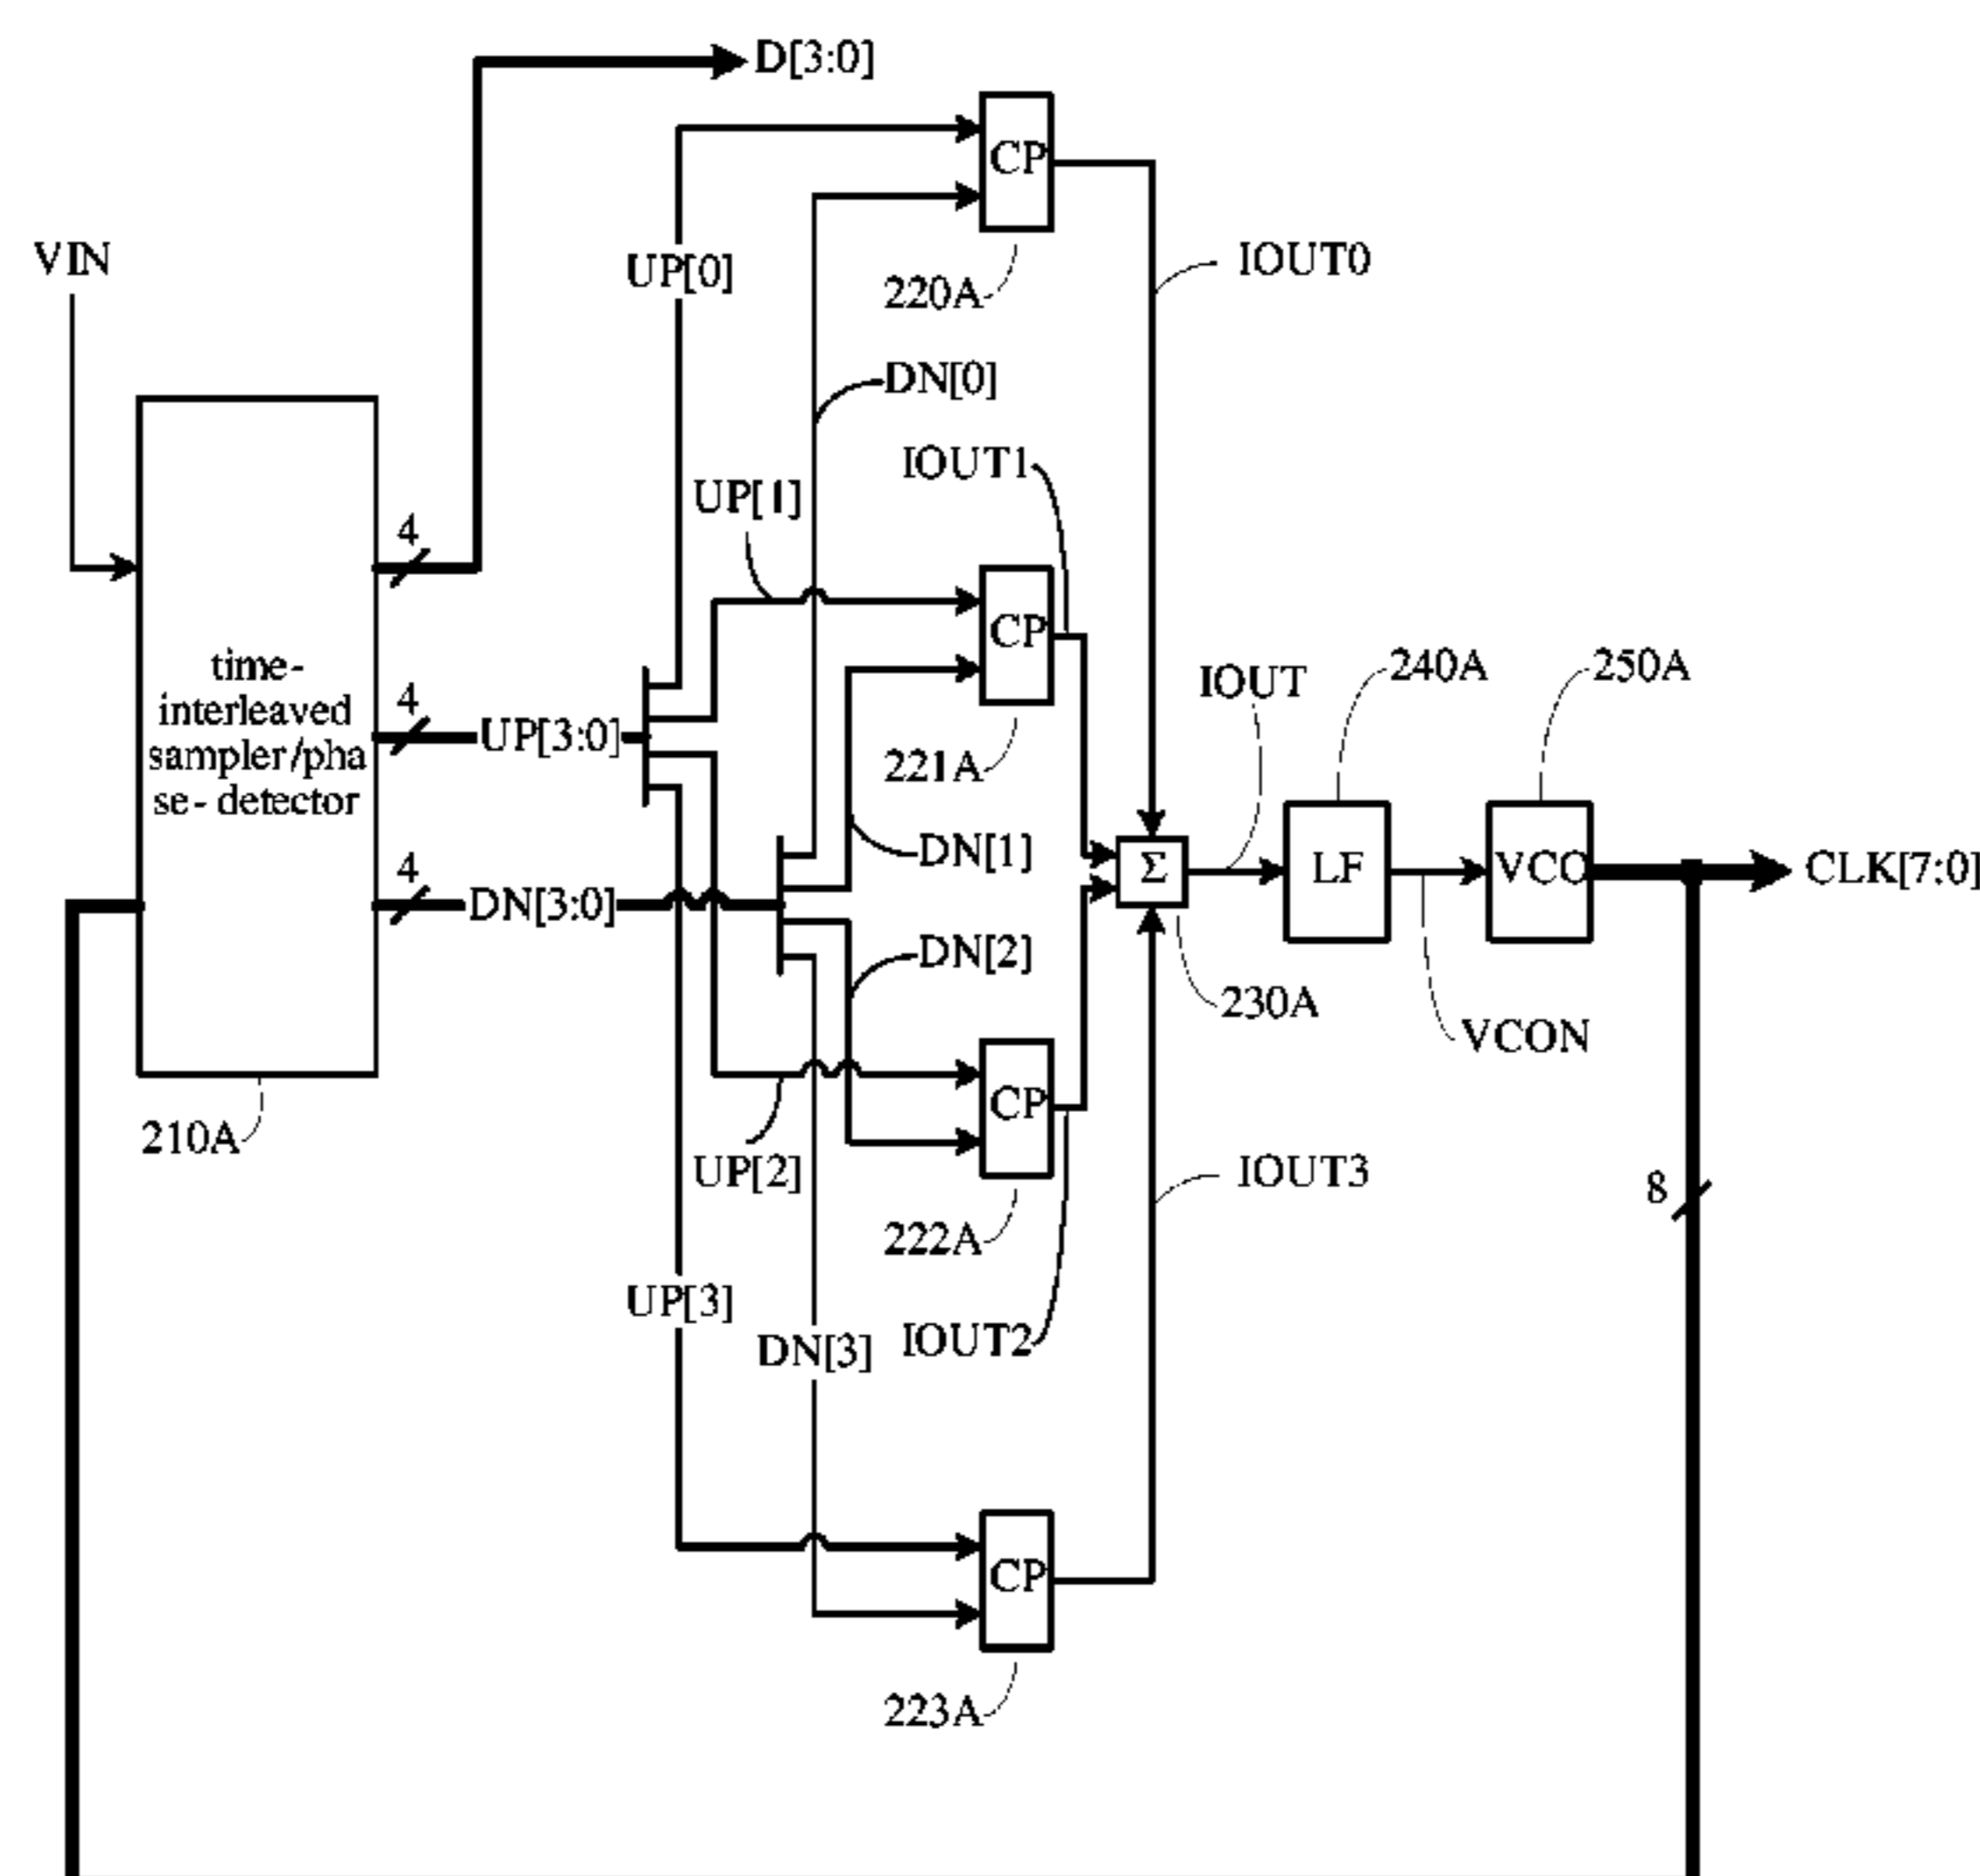 D[3:0]
CP
VIN
UP[0]
IOUT0
220A
DN[0]
IOUT1
UP[1]
4
CP
time-
interleaved
sampler/pha
se- detector
IOUT
240A
250A
4
UP[3:0]
221A
DN[1]
Σ
LF
VCO
CLK[7:0]
4
DN[3:0]
DN[2]
230A
VCON
CP
210A
UP[2]
IOUT3
8
222A
UP[3]
DN[3]
IOUT2
CP
223A